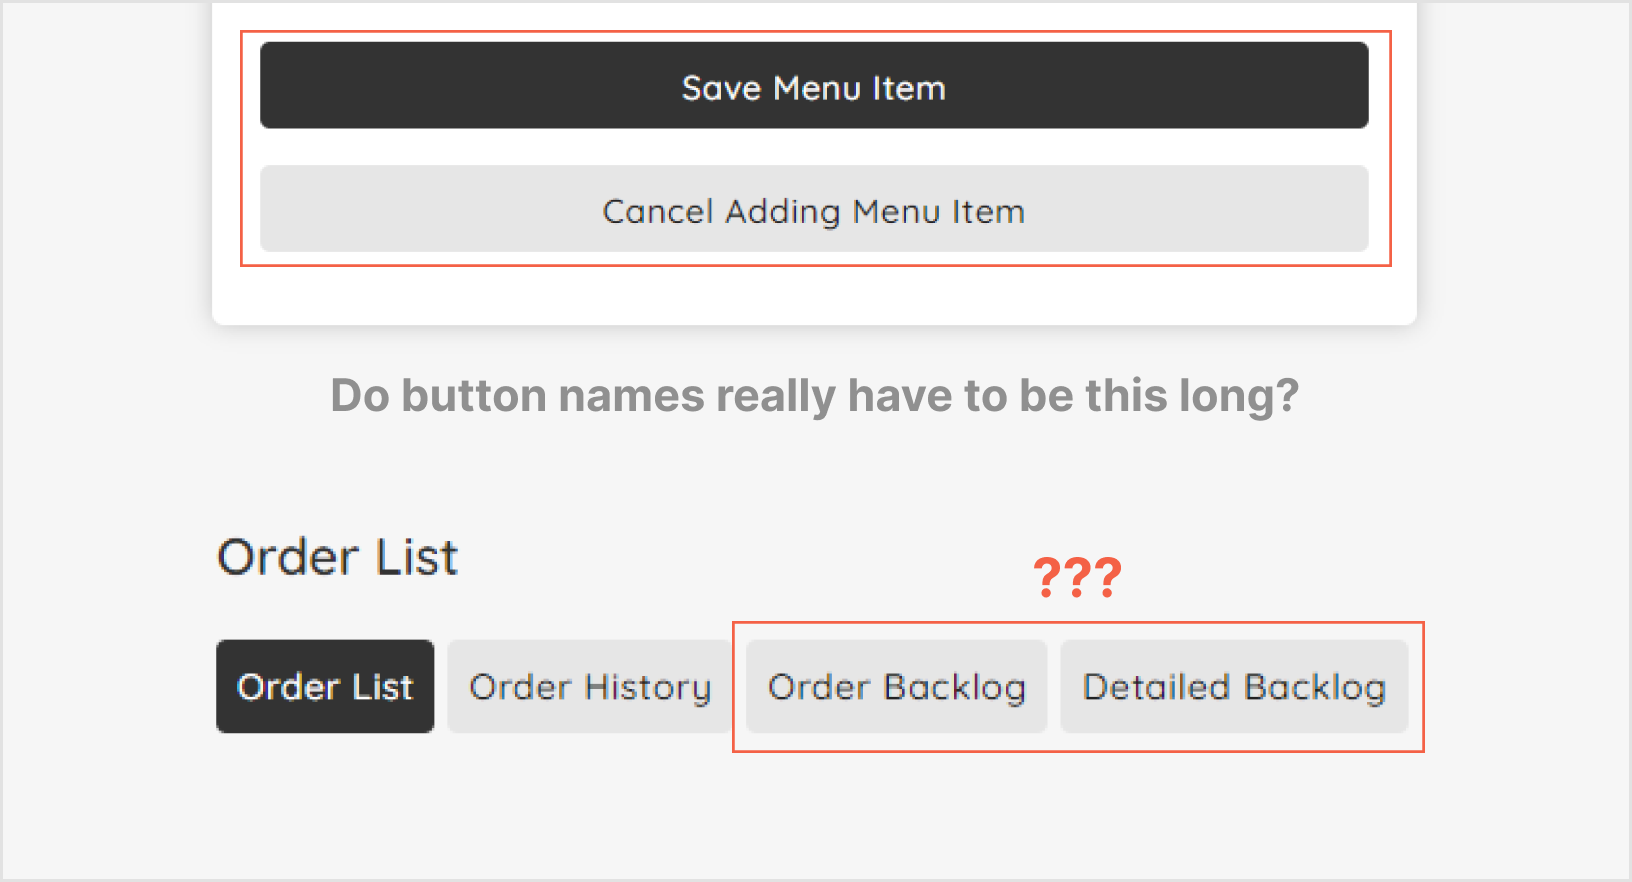 Save Menu Item
Cancel Adding Menu Item
Do button names really have to be this long?
Order List
???
Order List Order History Order Backlog Detailed Backlog